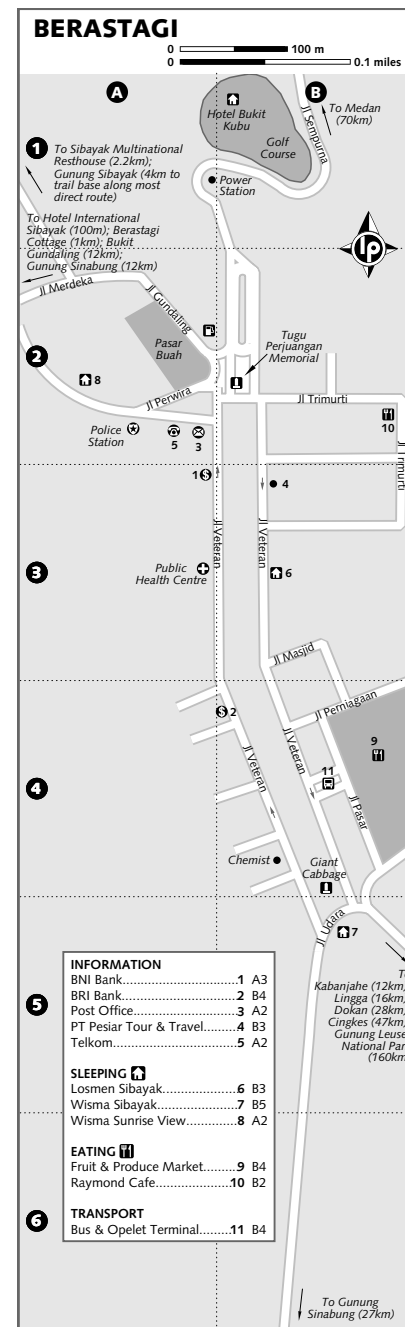 BERASTAGI
0 100 m
0 0.1 miles
A
B
Hotel Bukit
Kubu
Golf
Course
Jl Sempurna
To Medan
(70km)
1
To Sibayak Multinational
Resthouse (2.2km);
Gunung Sibayak (4km to
trail base along most
direct route)
Power
Station
To Hotel International
Sibayak (100m); Berastagi
Cottage (1km); Bukit
Gundaling (12km);
Gunung Sinabung (12km)
lp
Jl Merdeka
Jl Gundaling
Pasar
Buah
Tugu
Perjuangan
Memorial
2
8
Jl Perwira
Jl Trimurti
10
Police
Station
5
3
Jl Trimurti
1
4
Jl Veteran
Jl Veteran
3
Public
Health Centre
6
Jl Masjid
2
Jl Perniagaan
9
Jl Veteran
Jl Veteran
11
4
Jl Pasar
Chemist
Giant
Cabbage
Jl Udara
7
To
Kabanjahe (12km)
Lingga (16km)
Dokan (28km)
Cingkes (47km)
Gunung Leuse
National Par
(160km
5
INFORMATION
BNI Bank..............................1 A3
BRI Bank..............................2 B4
Post Office..........................3 A2
PT Pesiar Tour & Travel......4 B3
Telkom.................................5 A2
SLEEPING
Losmen Sibayak..................6 B3
Wisma Sibayak....................7 B5
Wisma Sunrise View...........8 A2
EATING
Fruit & Produce Market......9 B4
Raymond Cafe...................10 B2
TRANSPORT
Bus & Opelet Terminal......11 B4
6
To Gunung
Sinabung (27km)